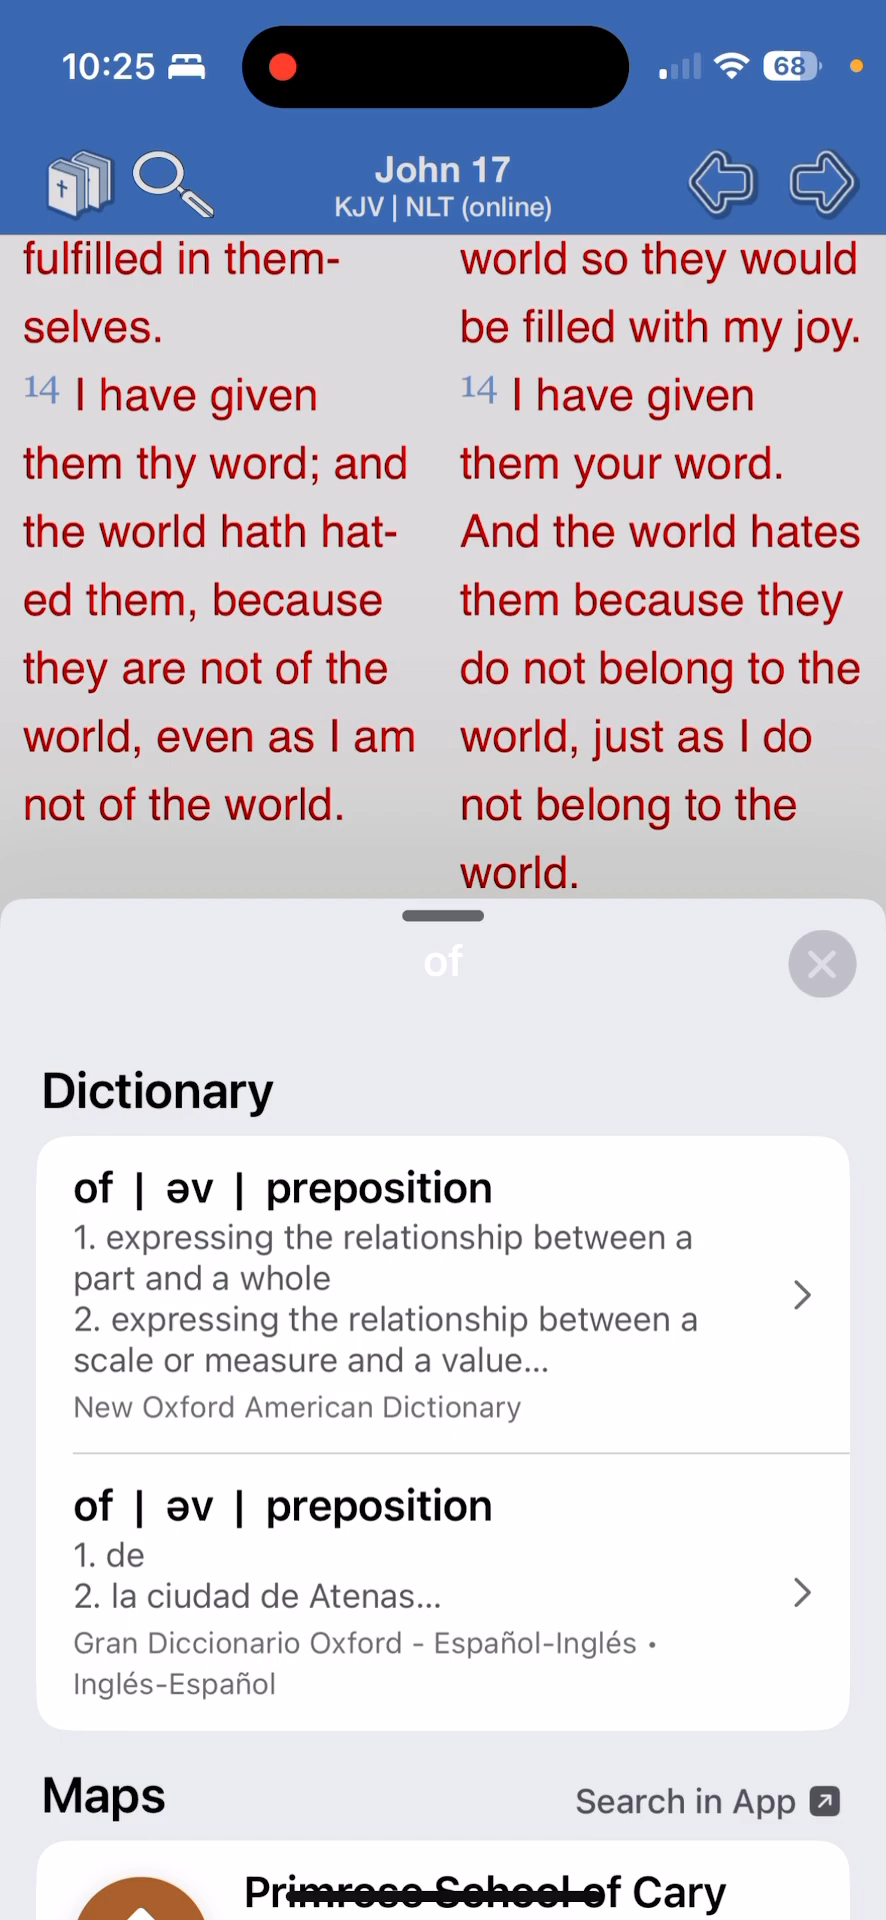 10:25
68
John 17
KJV | NLT (online)
fulfilled in them-
selves.
14 I have given
them thy word; and
the world hath hat-
ed them, because
they are not of the
world, even as I am
not of the world.
world so they would
be filled with my joy.
14 I have given
them your word.
And the world hates
them because they
do not belong to the
world, just as I do
not belong to the
world.
of
Dictionary
of | əv | preposition
1. expressing the relationship between a
part and a whole
2. expressing the relationship between a
scale or measure and a value...
New Oxford American Dictionary
of | əv | preposition
1. de
2. la ciudad de Atenas...
Gran Diccionario Oxford - Español-Inglés •
Inglés-Español
Maps
Search in App
Primrose School of Cary